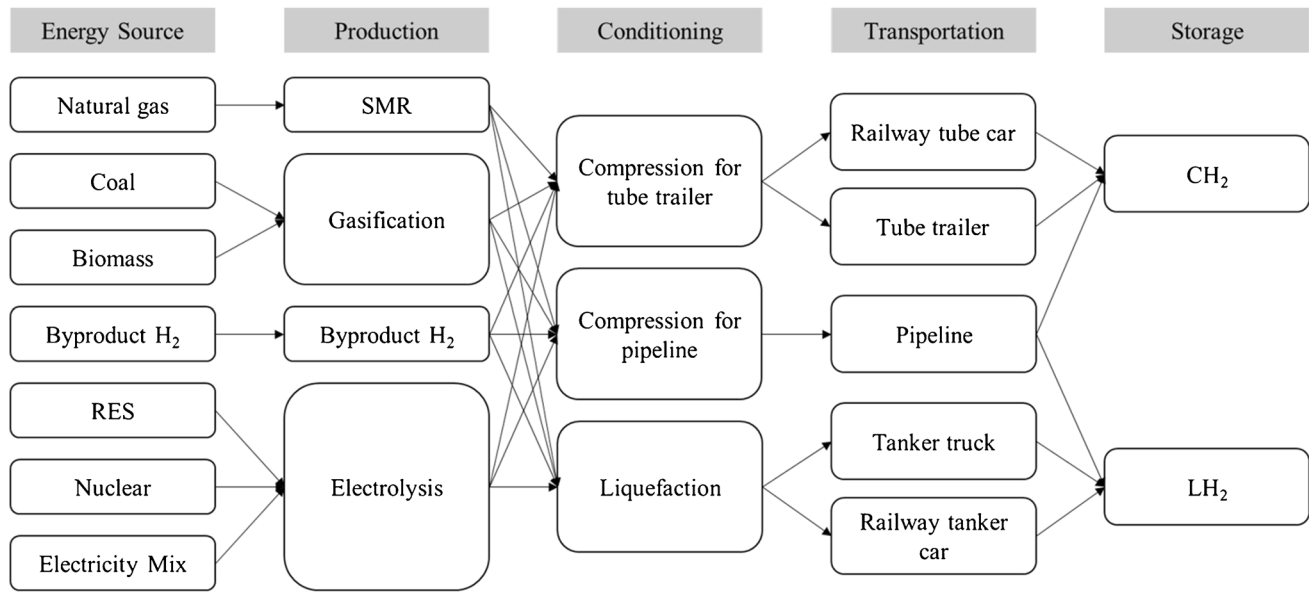 Energy Source
Production
Conditioning
Transportation
Storage
Natural gas
Coal
Biomass
Byproduct H₂
RES
Nuclear
Electricity Mix
SMR
Gasification
Byproduct H₂
Electrolysis
Compression for
tube trailer
Compression for
pipeline
Liquefaction
Railway tube car
Tube trailer
Pipeline
Tanker truck
Railway tanker
car
CH₂
LH₂